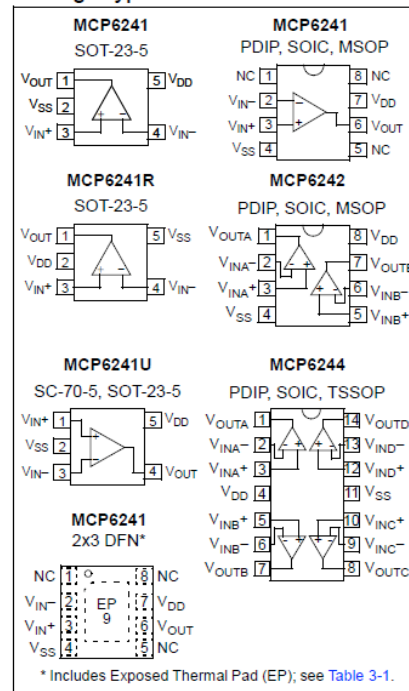 MCP6241
SOT-23-5
VOUT 1 5 VDD
VSS 2
VIN+ 3 4 VIN–
+ –
MCP6241
PDIP, SOIC, MSOP
NC 1 8 NC
VIN– 2 – 7 VDD
VIN+ 3 + 6 VOUT
VSS 4 5 NC
MCP6241R
SOT-23-5
VOUT 1 5 VSS
VDD 2
VIN+ 3 4 VIN–
+ –
MCP6242
PDIP, SOIC, MSOP
VOUTA 1 8 VDD
VINA– 2 - + 7 VOUTB
VINA+ 3 + - 6 VINB–
VSS 4 5 VINB+
MCP6241U
SC-70-5, SOT-23-5
VIN+ 1 + 5 VDD
VSS 2
VIN– 3 – 4 VOUT
MCP6244
PDIP, SOIC, TSSOP
VOUTA 1 14 VOUTD
VINA– 2 - + + - 13 VIND–
VINA+ 3 12 VIND+
VDD 4 11 VSS
VINB+ 5 10 VINC+
VINB– 6 - + + - 9 VINC–
VOUTB 7 8 VOUTC
MCP6241
2x3 DFN*
NC 1 8 NC
VIN– 2 EP 7 VDD
VIN+ 3 9 6 VOUT
VSS 4 5 NC
* Includes Exposed Thermal Pad (EP); see Table 3-1.